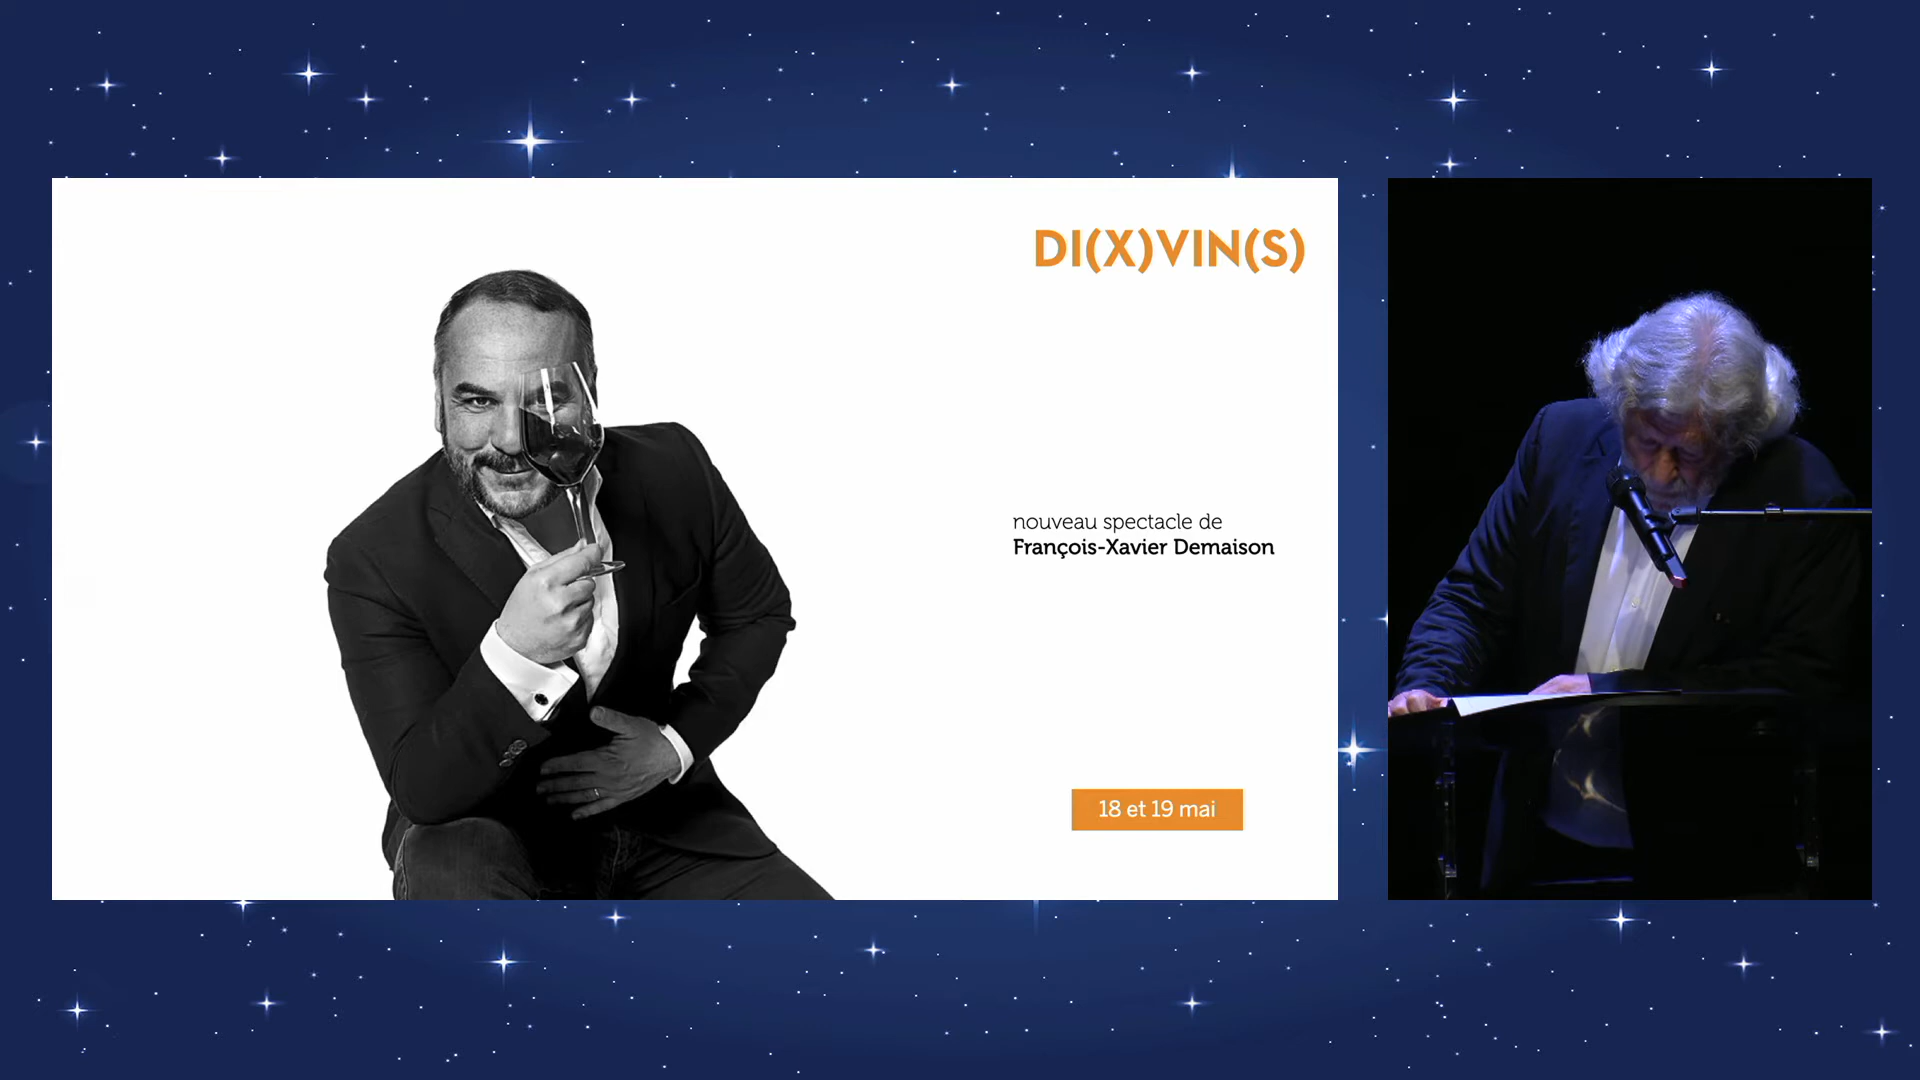 DI(X)VIN(S)
nouveau spectacle de
François-Xavier Demaison
18 et 19 mai